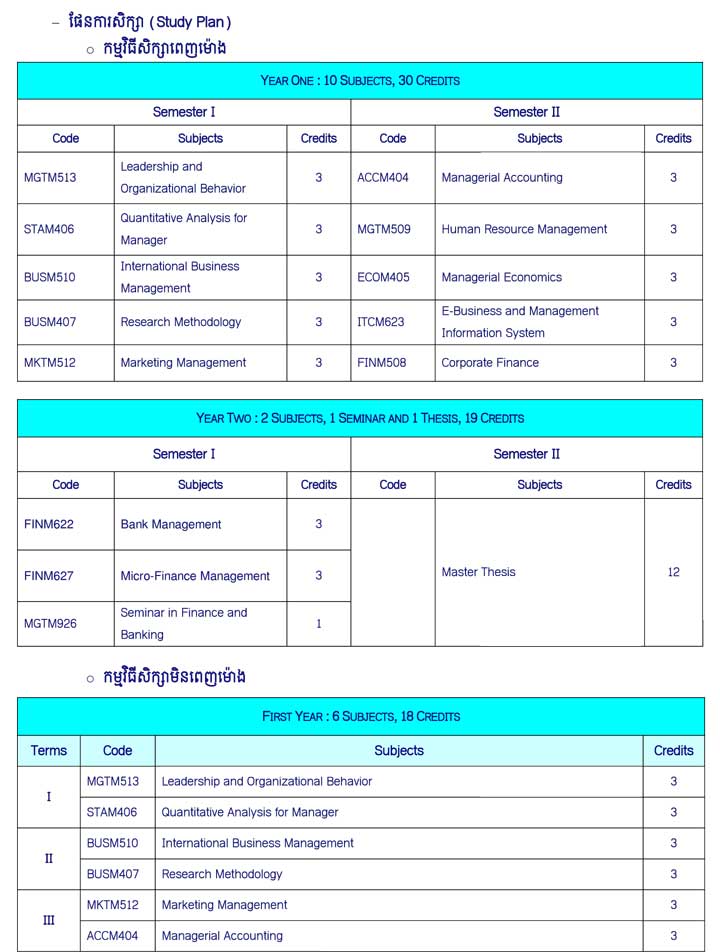 – ផែនការសិក្សា (Study Plan)
○ កម្មវិធីសិក្សាពេញម៉ោង
YEAR ONE : 10 SUBJECTS, 30 CREDITS
Semester I Semester II
Code Subjects Credits Code Subjects Credits
MGTM513 Leadership and Organizational Behavior 3 ACCM404 Managerial Accounting 3
STAM406 Quantitative Analysis for Manager 3 MGTM509 Human Resource Management 3
BUSM510 International Business Management 3 ECOM405 Managerial Economics 3
BUSM407 Research Methodology 3 ITCM623 E-Business and Management Information System 3
MKTM512 Marketing Management 3 FINM508 Corporate Finance 3
YEAR TWO : 2 SUBJECTS, 1 SEMINAR AND 1 THESIS, 19 CREDITS
Semester I Semester II
Code Subjects Credits Code Subjects Credits
FINM622 Bank Management 3
FINM627 Micro-Finance Management 3 Master Thesis 12
MGTM926 Seminar in Finance and Banking 1
○ កម្មវិធីសិក្សាមិនពេញម៉ោង
FIRST YEAR : 6 SUBJECTS, 18 CREDITS
Terms Code Subjects Credits
I MGTM513 Leadership and Organizational Behavior 3
STAM406 Quantitative Analysis for Manager 3
II BUSM510 International Business Management 3
BUSM407 Research Methodology 3
III MKTM512 Marketing Management 3
ACCM404 Managerial Accounting 3